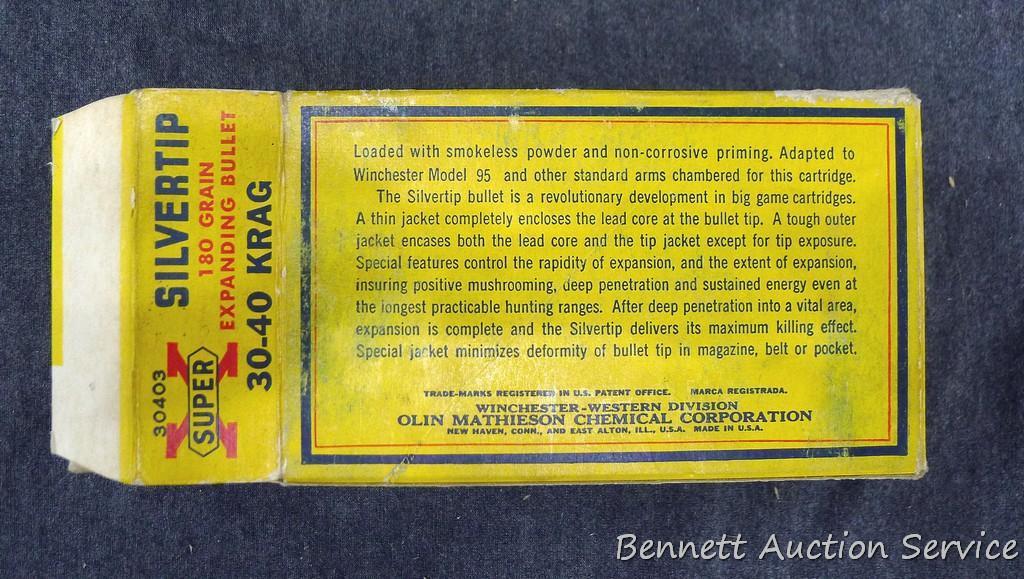 SILVERTIP
180 GRAIN
EXPANDING BULLET
30-40 KRAG
30403
SUPER X
Loaded with smokeless powder and non-corrosive priming. Adapted to
Winchester Model 95 and other standard arms chambered for this cartridge.
The Silvertip bullet is a revolutionary development in big game cartridges.
A thin jacket completely encloses the lead core at the bullet tip. A tough outer
jacket encases both the lead core and the tip jacket except for tip exposure.
Special features control the rapidity of expansion, and the extent of expansion,
insuring positive mushrooming, deep penetration and sustained energy even at
the longest practicable hunting ranges. After deep penetration into a vital area,
expansion is complete and the Silvertip delivers its maximum killing effect.
Special jacket minimizes deformity of bullet tip in magazine, belt or pocket.
TRADE-MARKS REGISTERED IN U.S. PATENT OFFICE. MARCA REGISTRADA.
WINCHESTER-WESTERN DIVISION
OLIN MATHIESON CHEMICAL CORPORATION
NEW HAVEN, CONN., AND EAST ALTON, ILL., U.S.A. MADE IN U.S.A.
Bennett Auction Service